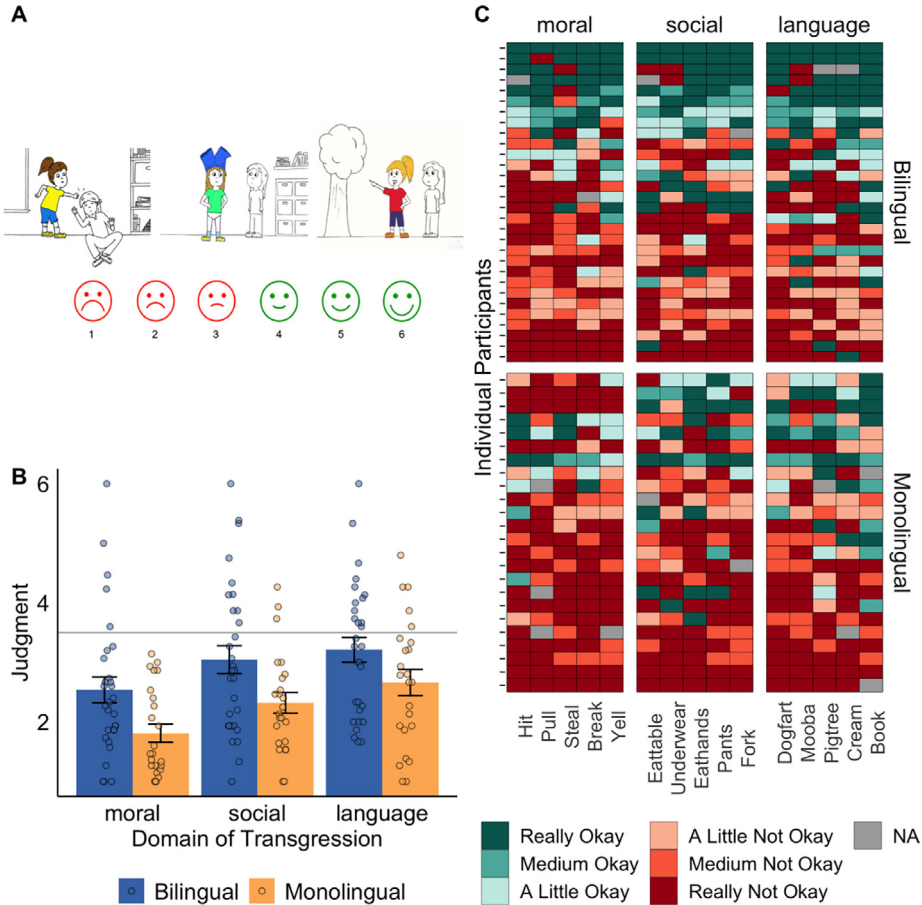 A
1 2 3 4 5 6
B
6
4
2
Judgment
moral social language
Domain of Transgression
Bilingual Monolingual
C
moral social language
Individual Participants
Bilingual
Monolingual
Hit Pull Steal Break Yell Eattable Underwear Eathands Pants Fork Dogfart Mooba Pigtree Cream Book
Really Okay A Little Not Okay NA
Medium Okay Medium Not Okay
A Little Okay Really Not Okay